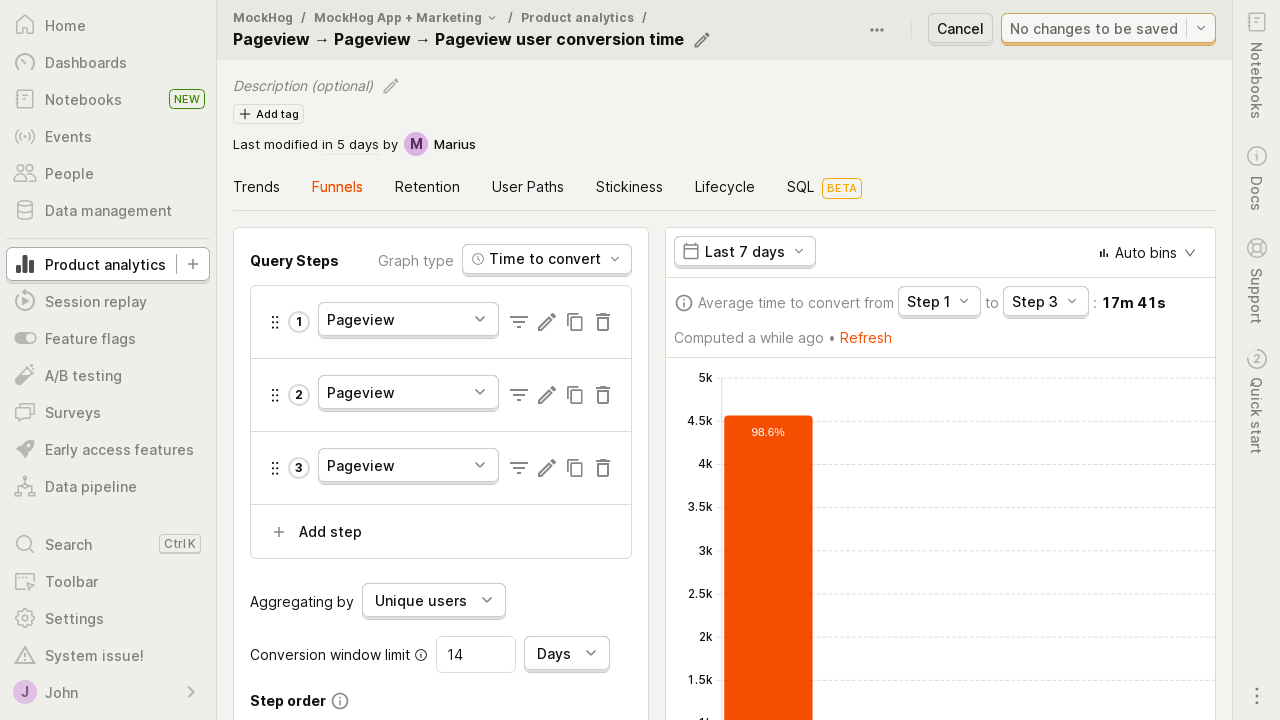 Home
Dashboards
Notebooks NEW
Events
People
Data management
Product analytics
Session replay
Feature flags
A/B testing
Surveys
Early access features
Data pipeline
Search Ctrl K
Toolbar
Settings
System issue!
J John
MockHog / MockHog App + Marketing / Product analytics /
Pageview → Pageview → Pageview user conversion time
Cancel
No changes to be saved
Description (optional)
Add tag
Last modified in 5 days by M Marius
Trends Funnels Retention User Paths Stickiness Lifecycle SQL BETA
Query Steps Graph type Time to convert
1 Pageview
2 Pageview
3 Pageview
Add step
Aggregating by Unique users
Conversion window limit 14 Days
Step order
Last 7 days Auto bins
Average time to convert from Step 1 to Step 3 : 17m 41s
Computed a while ago • Refresh
5k
4.5k
4k
3.5k
3k
2.5k
2k
1.5k
98.6%
Notebooks
Docs
Support
2 Quick start